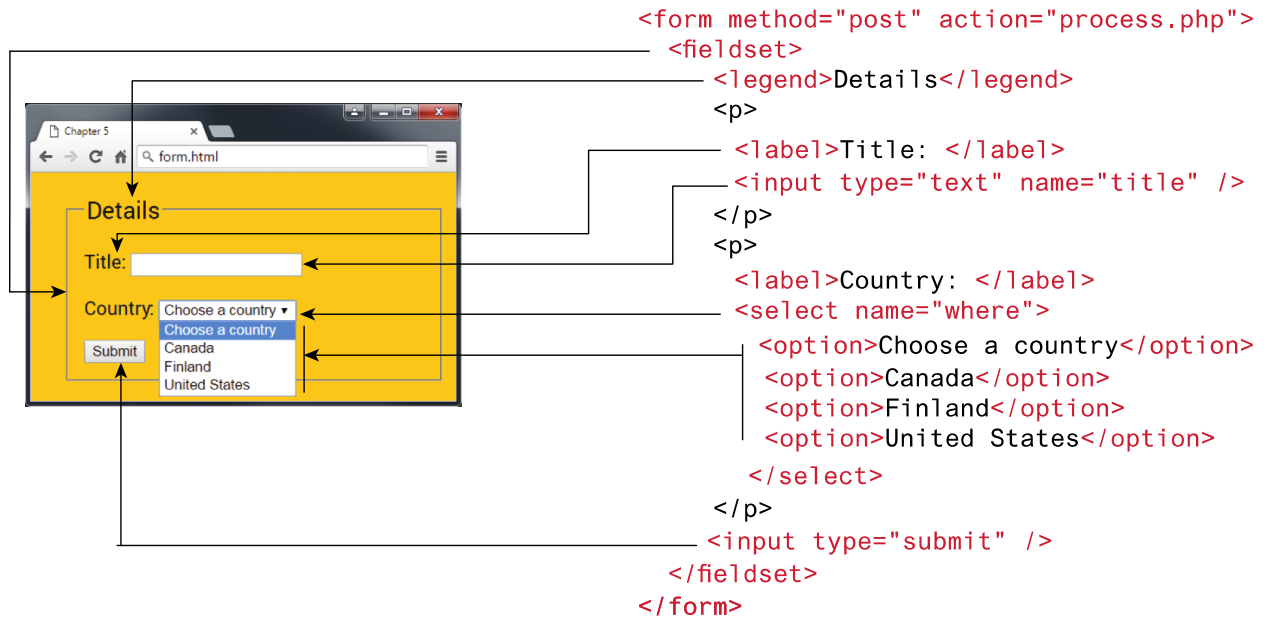 <form method="post" action="process.php">
<fieldset>
<legend>Details</legend>
<p>
<label>Title: </label>
<input type="text" name="title" />
</p>
<p>
<label>Country: </label>
<select name="where">
<option>Choose a country</option>
<option>Canada</option>
<option>Finland</option>
<option>United States</option>
</select>
</p>
<input type="submit" />
</fieldset>
</form>
Chapter 5
form.html
Details
Title:
Country: Choose a country
Choose a country
Canada
Finland
United States
Submit